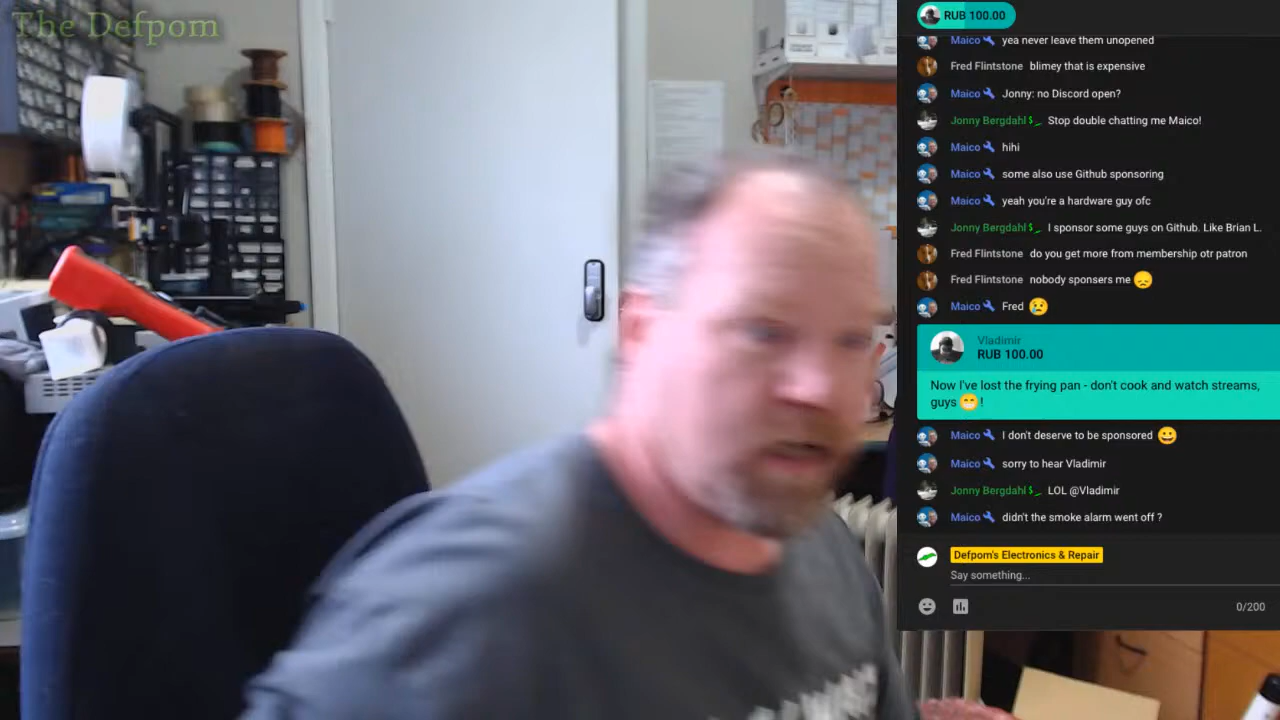 The Defpom
RUB 100.00
Maico yea never leave them unopened
Fred Flintstone blimey that is expensive
Maico Jonny: no Discord open?
Jonny Bergdahl$ Stop double chatting me Maico!
Maico hihi
Maico some also use Github sponsoring
Maico yeah you're a hardware guy ofc
Jonny Bergdahl$ I sponsor some guys on Github. Like Brian L.
Fred Flintstone do you get more from membership otr patron
Fred Flintstone nobody sponsers me 😞
Maico Fred 😢
Vladimir
RUB 100.00
Now I've lost the frying pan - don't cook and watch streams,
guys😁!
Maico I don't deserve to be sponsored 😀
Maico sorry to hear Vladimir
Jonny Bergdahl$ LOL @Vladimir
Maico didn't the smoke alarm went off ?
Defpom's Electronics & Repair
Say something...
0/200